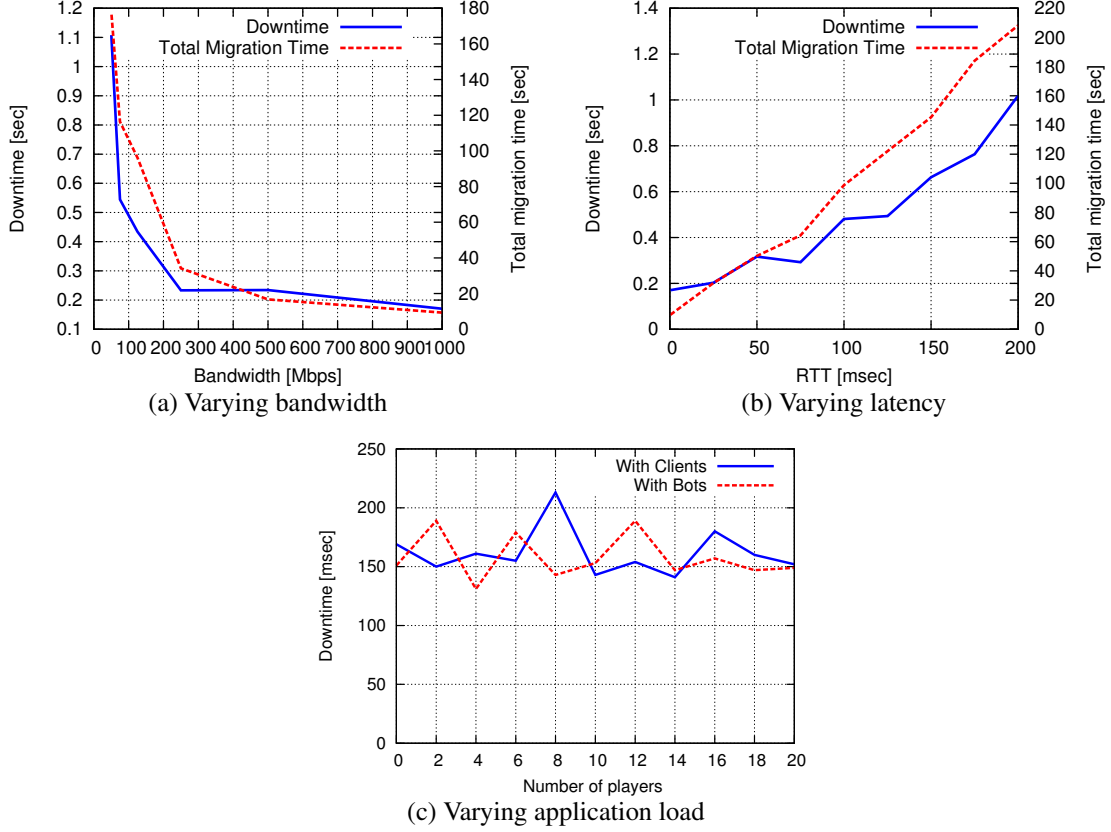 Downtime
Total Migration Time
Downtime [sec]
1.2
1.1
1
0.9
0.8
0.7
0.6
0.5
0.4
0.3
0.2
0.1
180
160
140
120
100
80
60
40
20
0
Total migration time [sec]
0 100 200 300 400 500 600 700 800 900 1000
Bandwidth [Mbps]
(a) Varying bandwidth
Downtime
Total Migration Time
Downtime [sec]
1.4
1.2
1
0.8
0.6
0.4
0.2
0
220
200
180
160
140
120
100
80
60
40
20
0
Total migration time [sec]
0 50 100 150 200
RTT [msec]
(b) Varying latency
With Clients
With Bots
Downtime [msec]
250
200
150
100
50
0
0 2 4 6 8 10 12 14 16 18 20
Number of players
(c) Varying application load